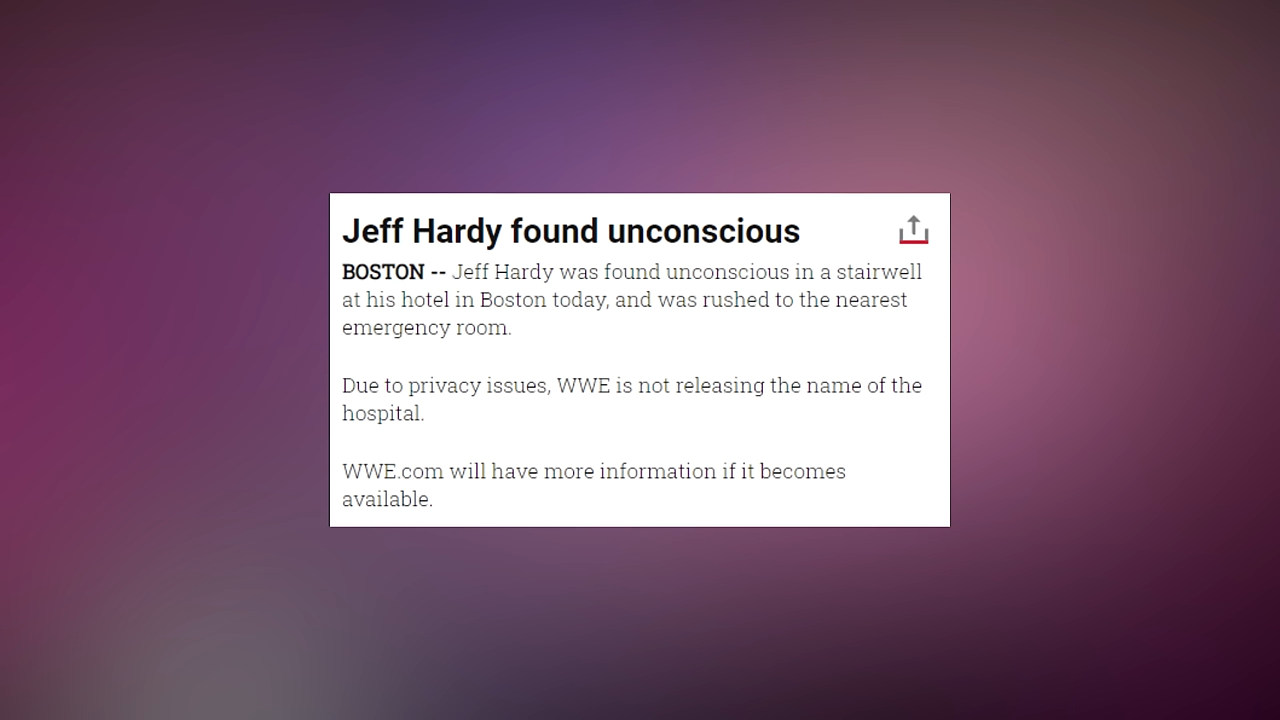 Jeff Hardy found unconscious
BOSTON -- Jeff Hardy was found unconscious in a stairwell
at his hotel in Boston today, and was rushed to the nearest
emergency room.
Due to privacy issues, WWE is not releasing the name of the
hospital.
WWE.com will have more information if it becomes
available.